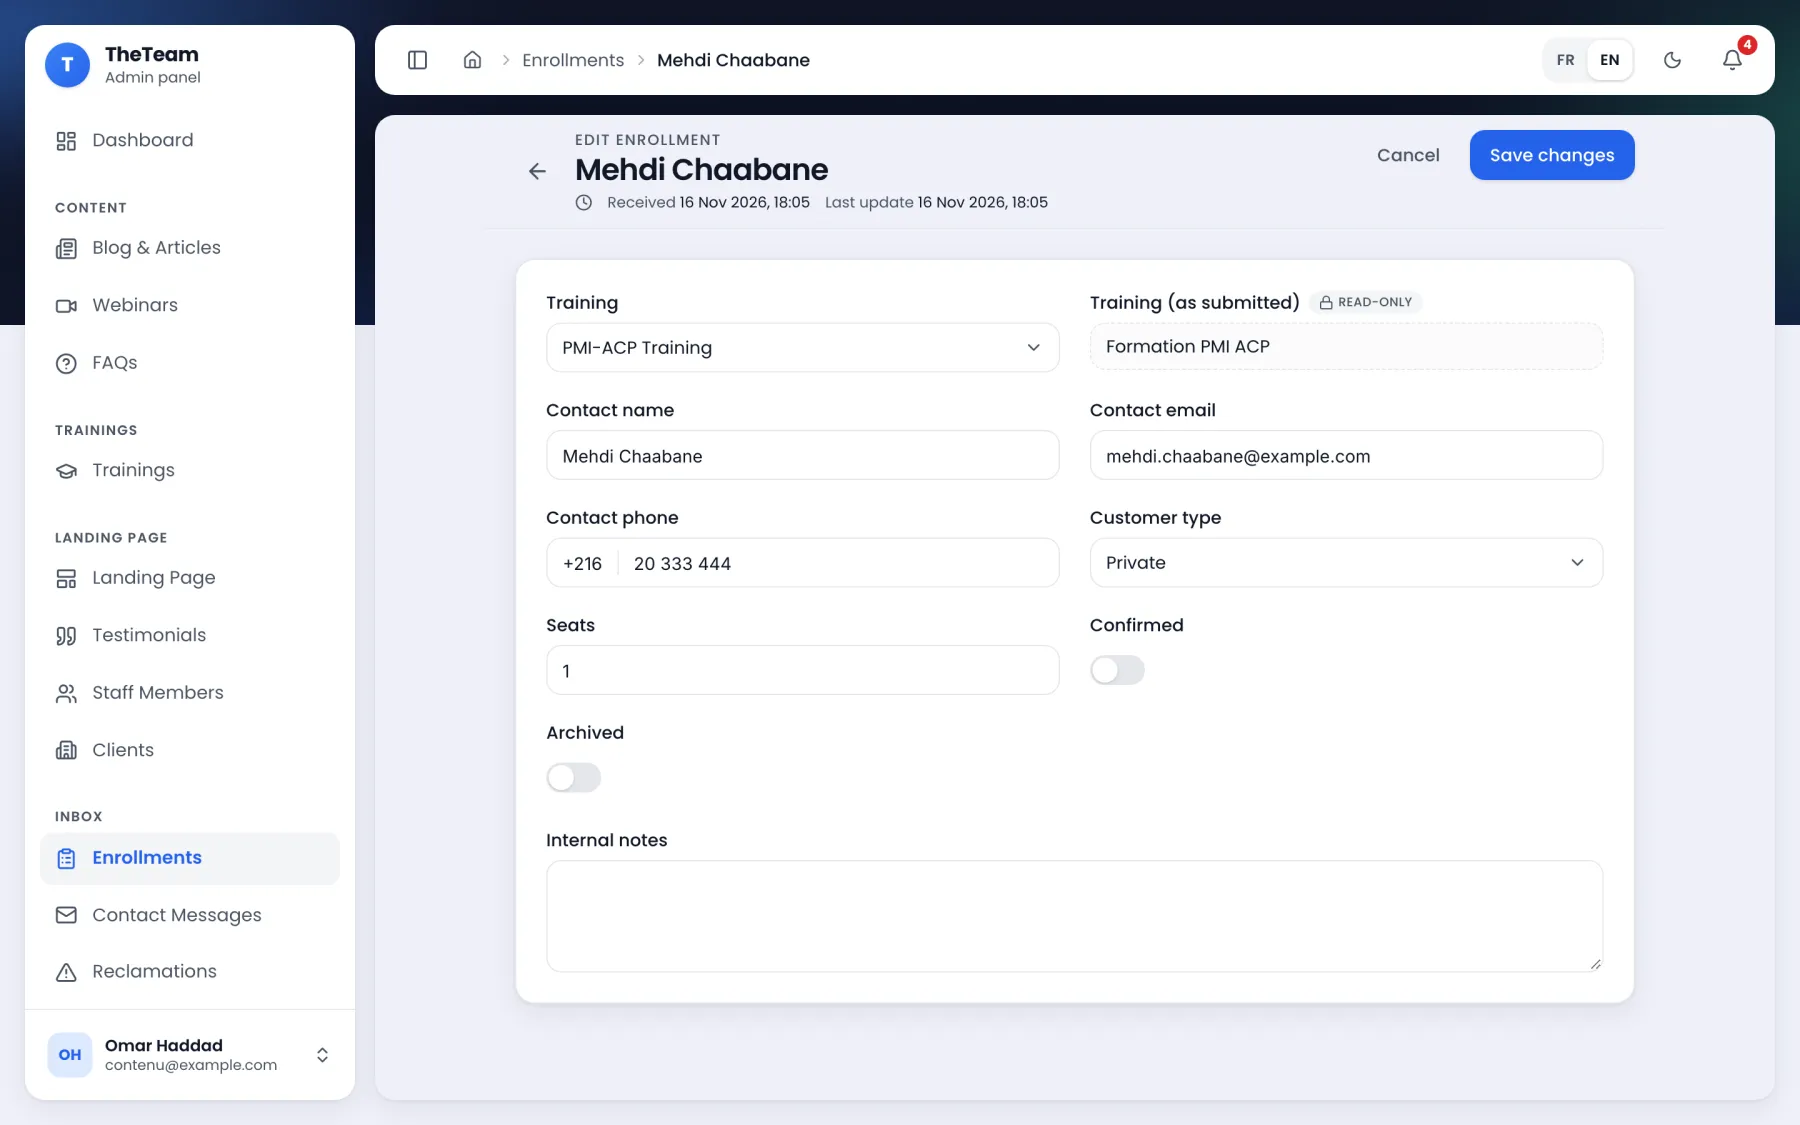 T
TheTeam
Admin panel
Dashboard
CONTENT
Blog & Articles
Webinars
FAQs
TRAININGS
Trainings
LANDING PAGE
Landing Page
Testimonials
Staff Members
Clients
INBOX
Enrollments
Contact Messages
Reclamations
OH
Omar Haddad
contenu@example.com
Enrollments
Mehdi Chaabane
FR
EN
4
EDIT ENROLLMENT
Mehdi Chaabane
Received 16 Nov 2026, 18:05 Last update 16 Nov 2026, 18:05
Cancel
Save changes
Training
PMI-ACP Training
Training (as submitted) READ-ONLY
Formation PMI ACP
Contact name
Mehdi Chaabane
Contact email
mehdi.chaabane@example.com
Contact phone
+216 20 333 444
Customer type
Private
Seats
1
Confirmed
Archived
Internal notes